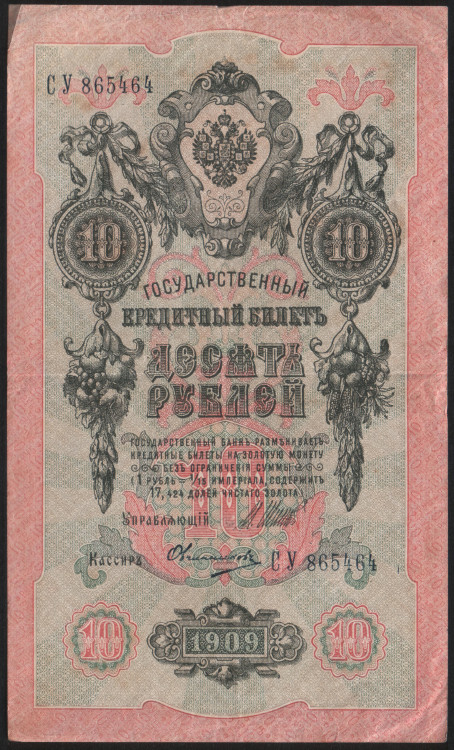 СУ 865464
10 10
ГОСУДАРСТВЕННЫЙ
КРЕДИТНЫЙ БИЛЕТЪ
ДЕСЯТЬ
РУБЛЕЙ
ГОСУДАРСТВЕННЫЙ БАНКЪ РАЗМѢНИВАЕТЪ
КРЕДИТНЫЕ БИЛЕТЫ НА ЗОЛОТУЮ МОНЕТУ
БЕЗЪ ОГРАНИЧЕНІЯ СУММЫ
(1 РУБЛЬ = 1/15 ИМПЕРІАЛА, СОДЕРЖИТЪ
17,424 ДОЛЕЙ ЧИСТАГО ЗОЛОТА)
10
УПРАВЛЯЮЩІЙ
КАССИРЪ
СУ 865464
10 1909 10